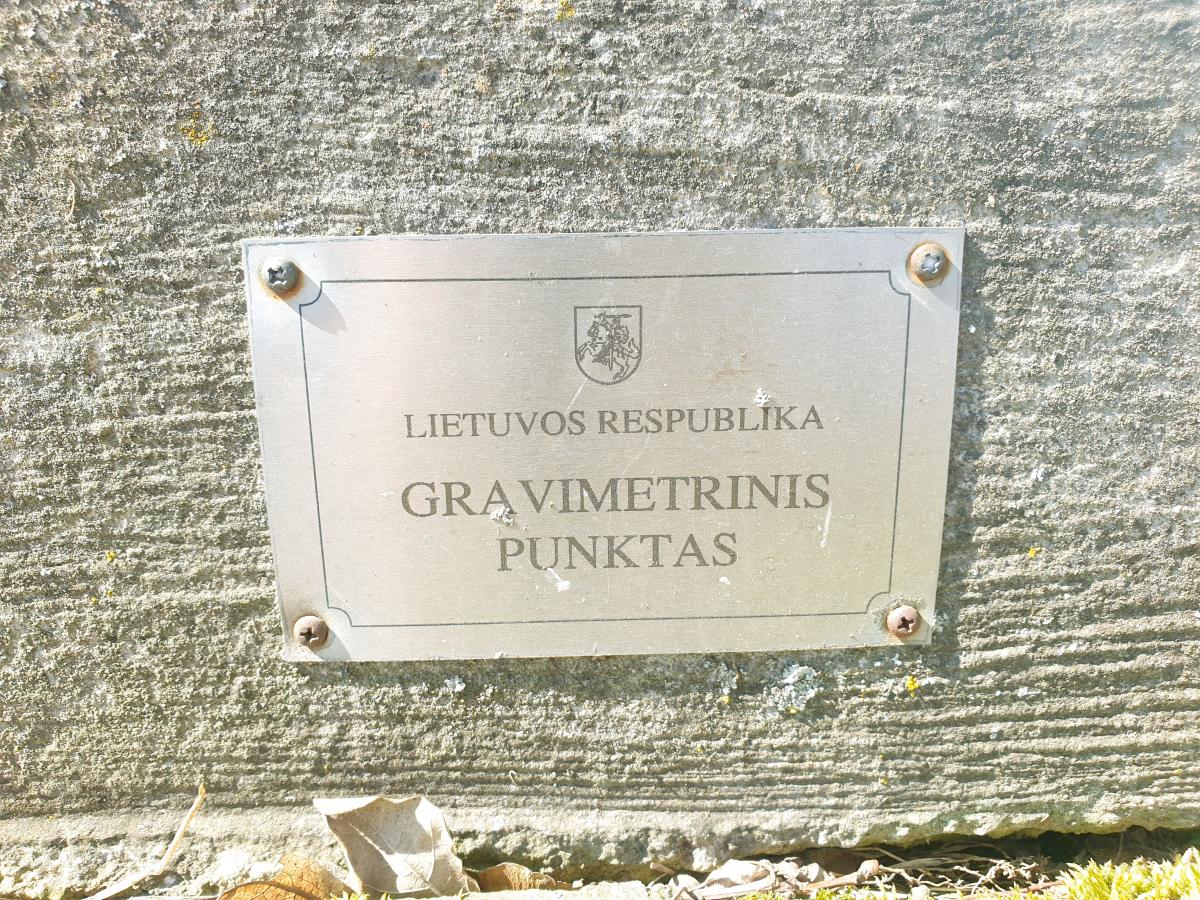 LIETUVOS RESPUBLIKA
GRAVIMETRINIS
PUNKTAS